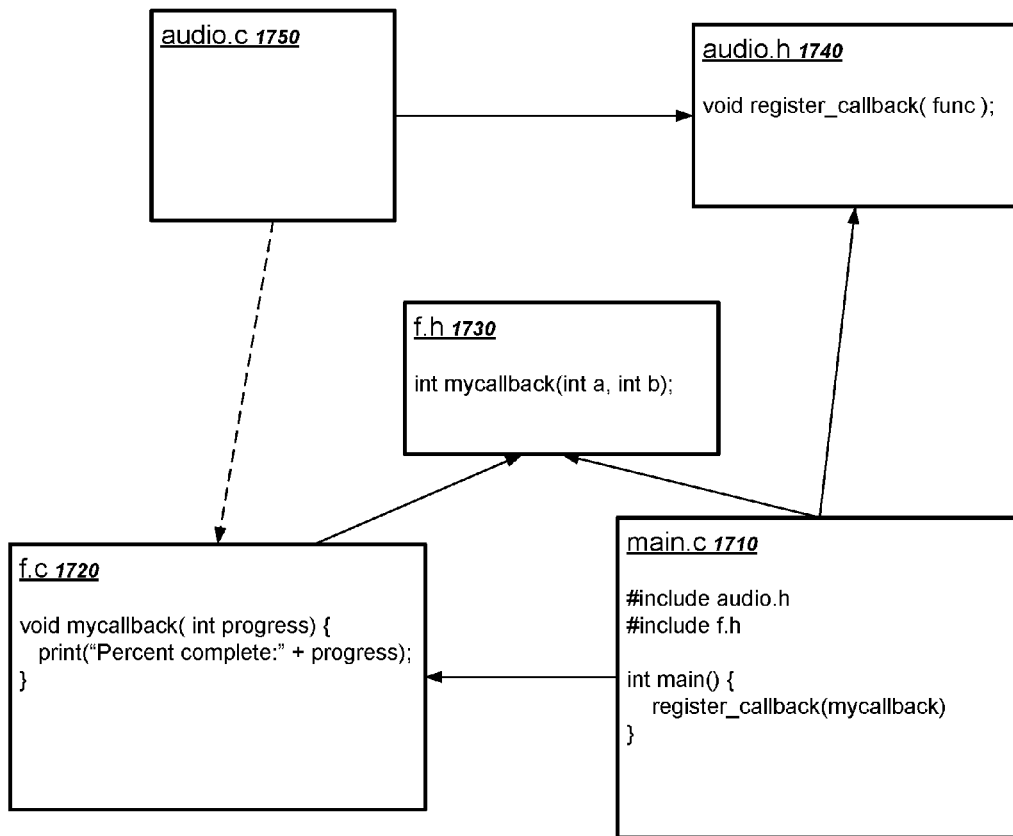 audio.c 1750
audio.h 1740
void register_callback( func );
f.h 1730
int mycallback(int a, int b);
f.c 1720
void mycallback( int progress) {
print(“Percent complete:” + progress);
}
main.c 1710
#include audio.h
#include f.h
int main() {
register_callback(mycallback)
}